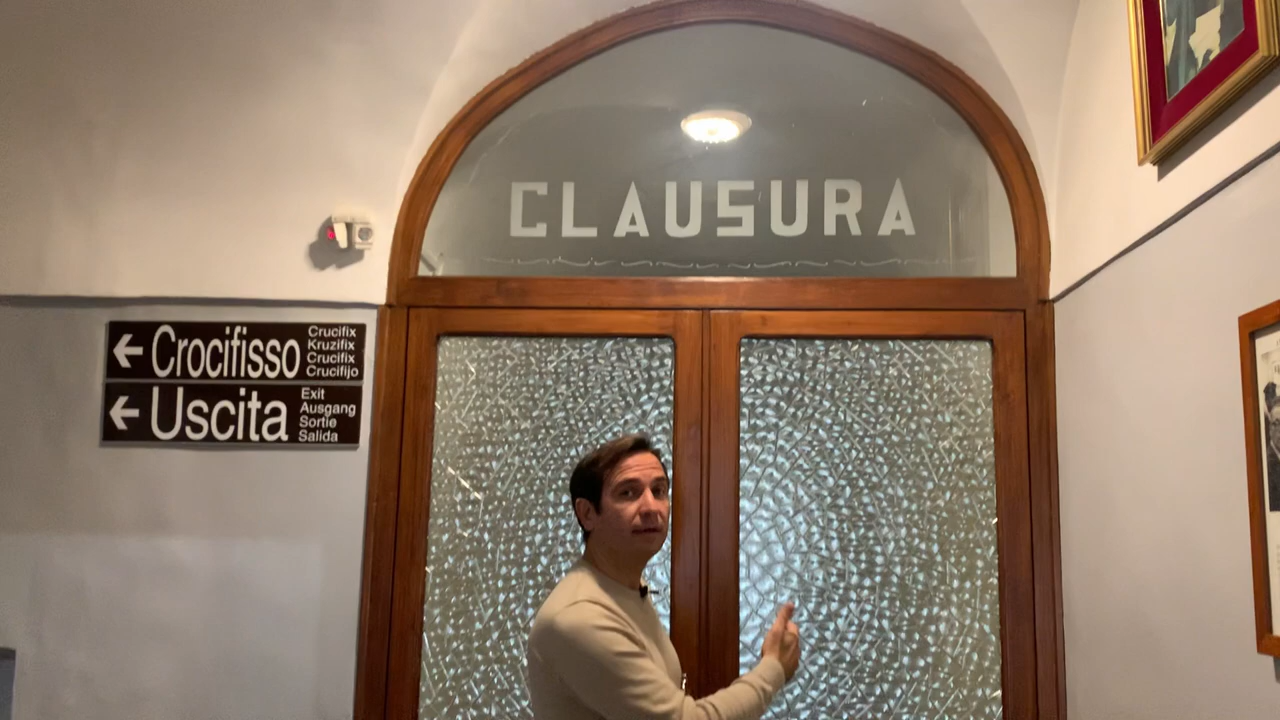 CLAUSURA
Crocifisso
Crucifix
Kruzifix
Crucifix
Crucifijo
Uscita
Exit
Ausgang
Sortie
Salida